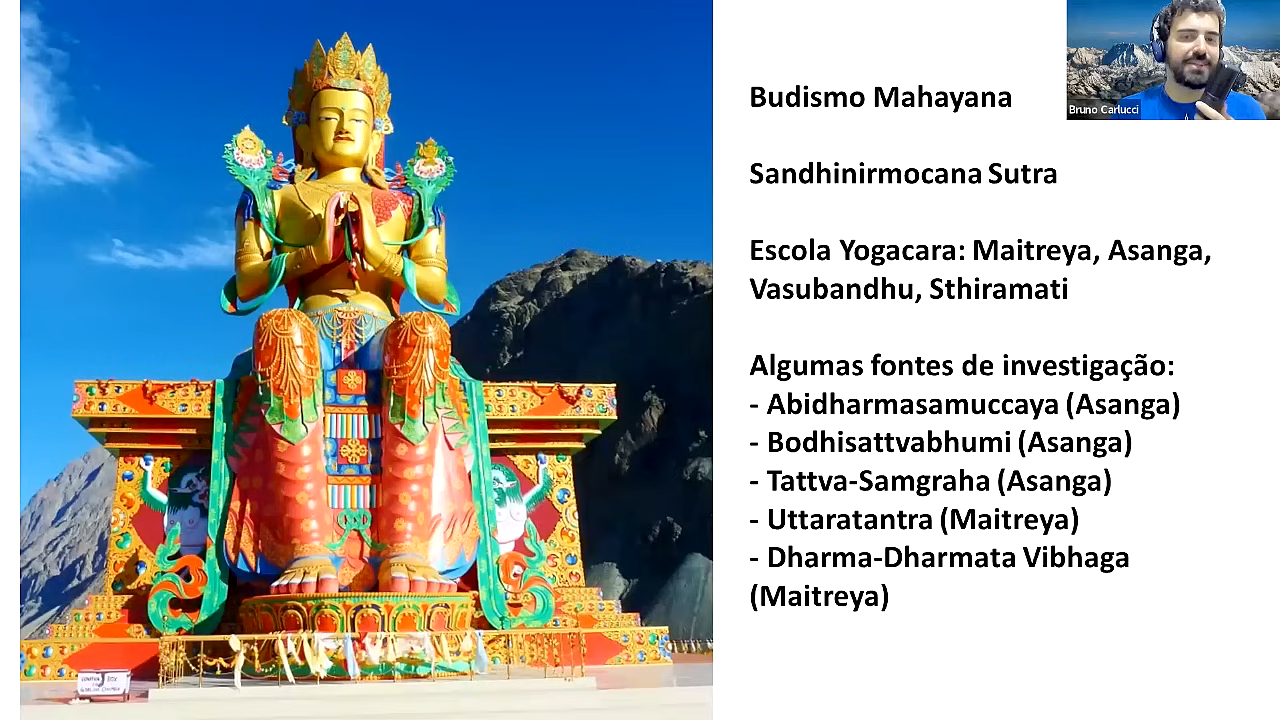 Budismo Mahayana
Bruno Carlucci
Sandhinirmocana Sutra
Escola Yogacara: Maitreya, Asanga,
Vasubandhu, Sthiramati
Algumas fontes de investigação:
- Abidharmasamuccaya (Asanga)
- Bodhisattvabhumi (Asanga)
- Tattva-Samgraha (Asanga)
- Uttaratantra (Maitreya)
- Dharma-Dharmata Vibhaga
(Maitreya)
BOX